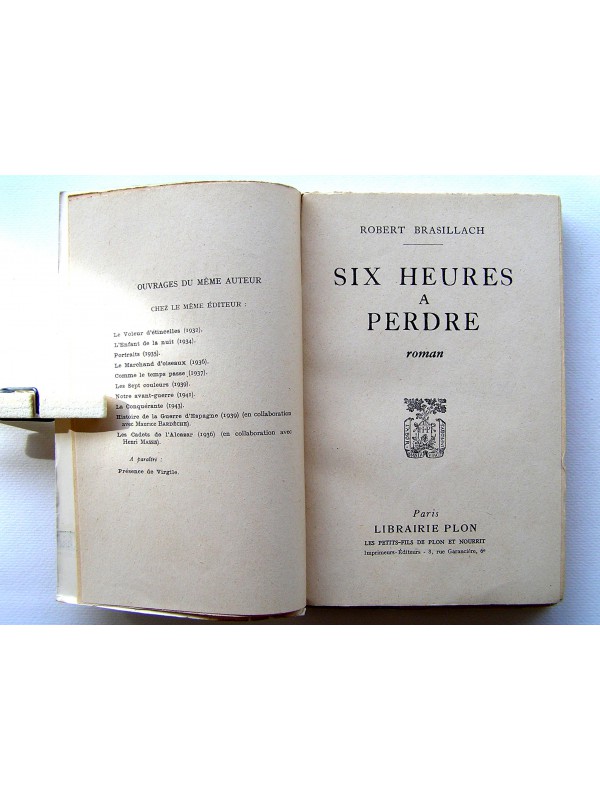 OUVRAGES DU MÊME AUTEUR
CHEZ LE MÊME ÉDITEUR :
Le Voleur d'étincelles (1932).
L'Enfant de la nuit (1934).
Portraits (1935).
Le Marchand d'oiseaux (1936).
Comme le temps passe (1937).
Les Sept couleurs (1939).
Notre avant-guerre (1941).
La Conquérante (1943).
Histoire de la Guerre d'Espagne (1939) (en collaboration
avec Maurice BARDÈCHE).
Les Cadets de l'Alcazar (1936) (en collaboration avec
Henri MASSIS).
A paraître :
Présence de Virgile.
ROBERT BRASILLACH
SIX HEURES
A
PERDRE
roman
Paris
LIBRAIRIE PLON
LES PETITS-FILS DE PLON ET NOURRIT
Imprimeurs-Éditeurs - 8, rue Garancière, 6e